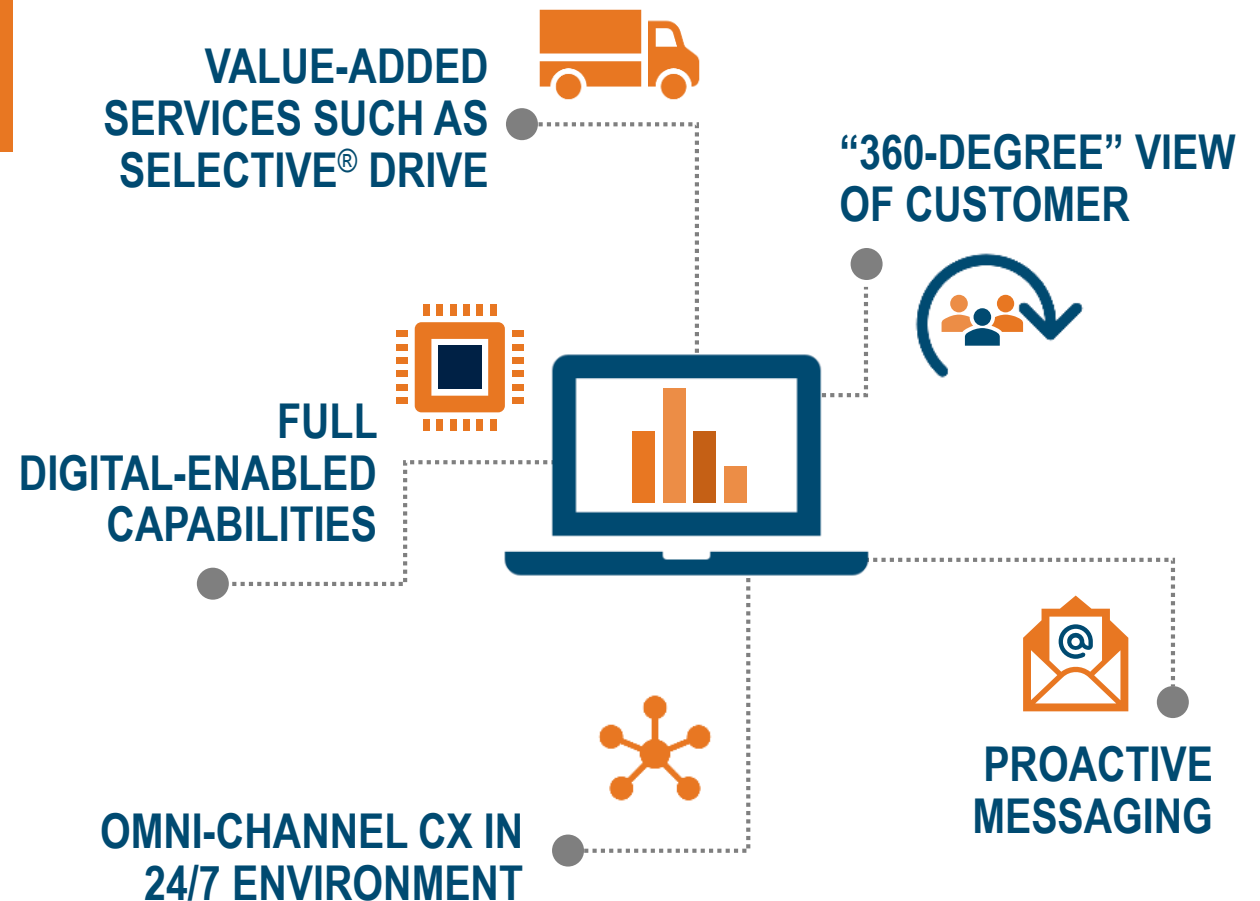 VALUE-ADDED
SERVICES SUCH AS
SELECTIVE® DRIVE
“360-DEGREE” VIEW
OF CUSTOMER
FULL
DIGITAL-ENABLED
CAPABILITIES
@
PROACTIVE
MESSAGING
OMNI-CHANNEL CX IN
24/7 ENVIRONMENT